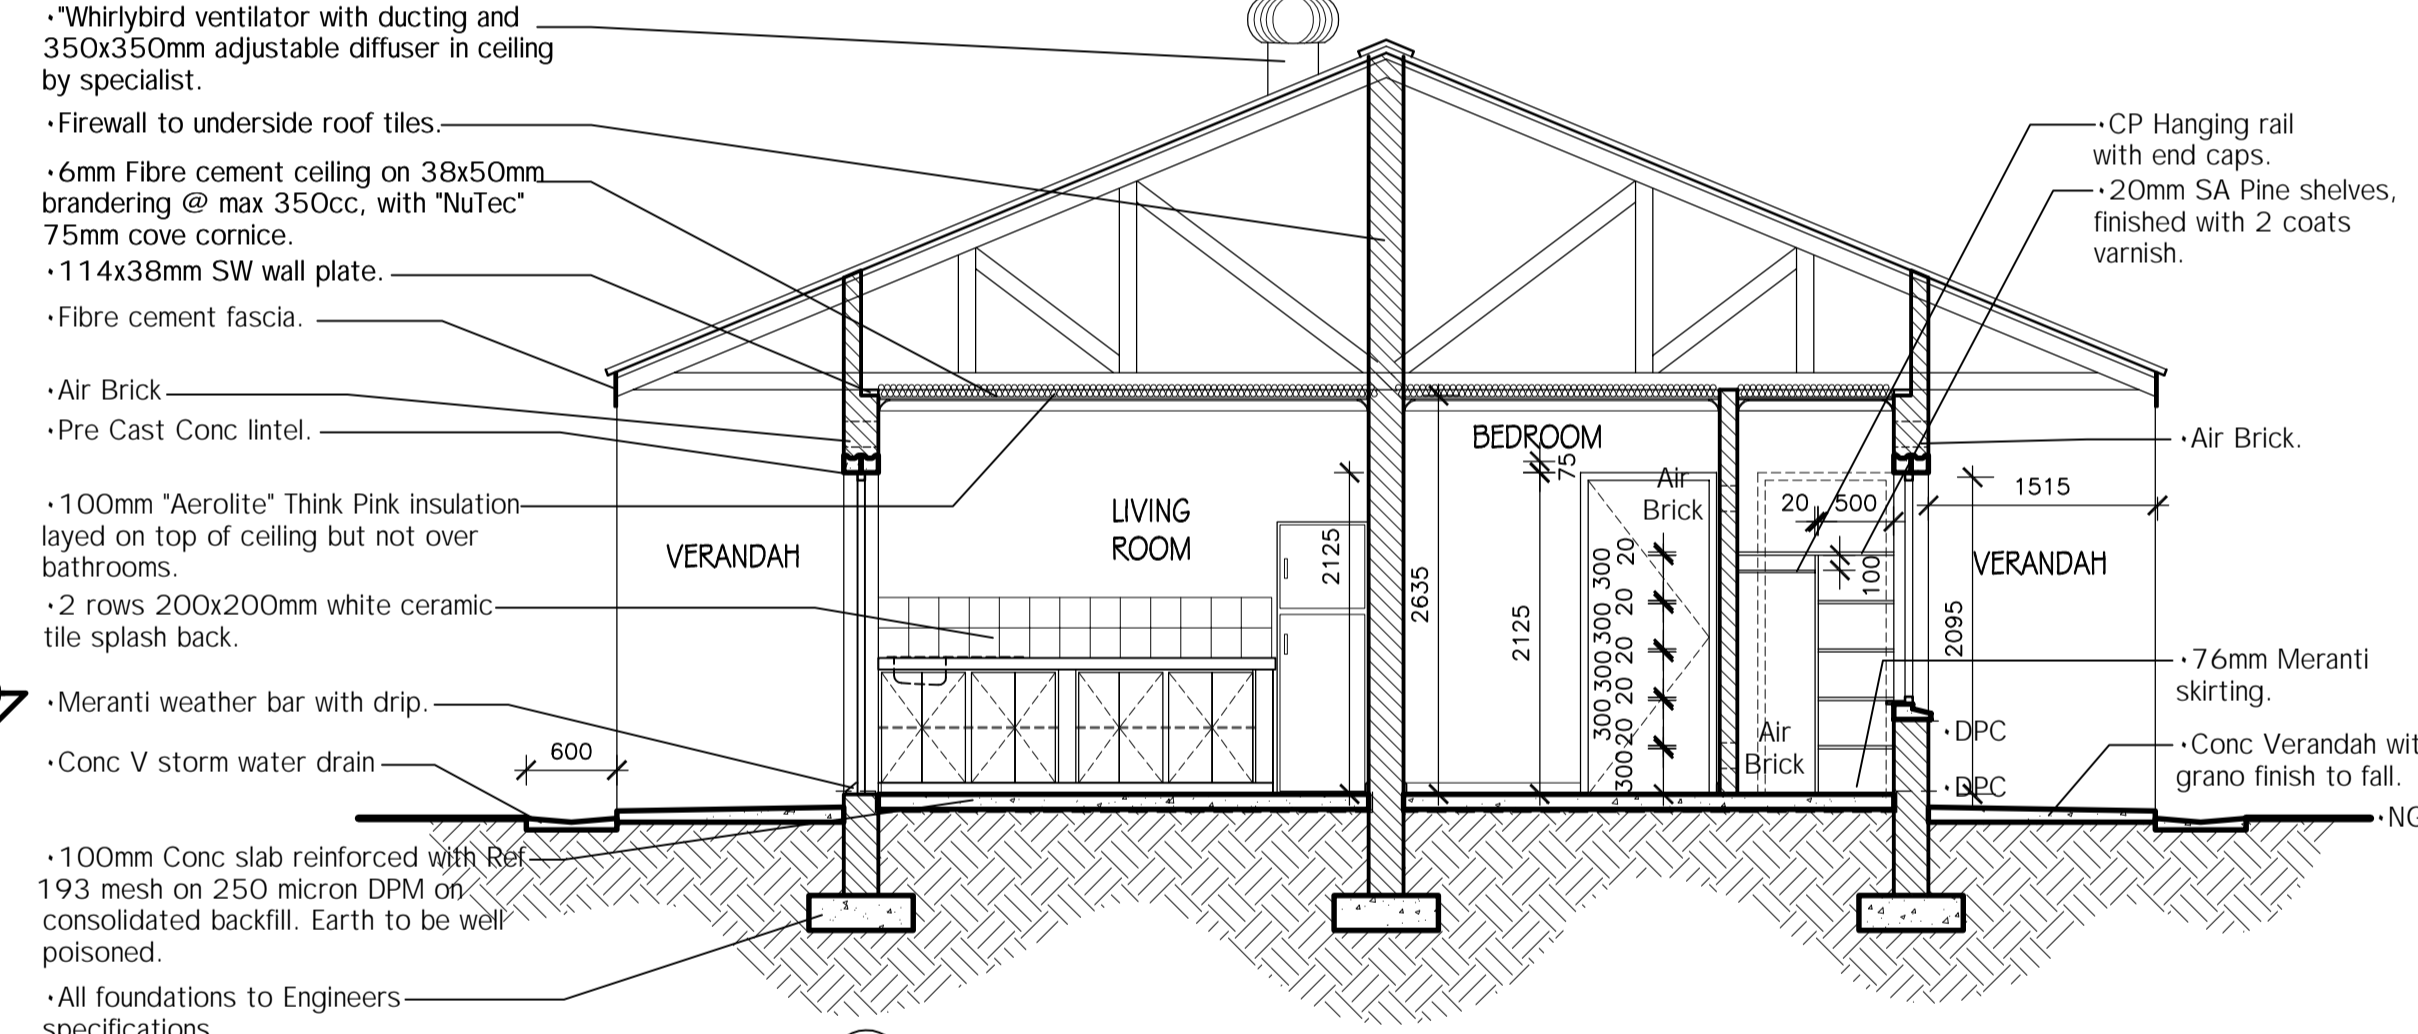 ·"Whirlybird ventilator with ducting and
350x350mm adjustable diffuser in ceiling
by specialist.
·Firewall to underside roof tiles.
·6mm Fibre cement ceiling on 38x50mm
brandering @ max 350cc, with "NuTec"
75mm cove cornice.
·114x38mm SW wall plate.
·Fibre cement fascia.
·Air Brick
·Pre Cast Conc lintel.
·100mm "Aerolite" Think Pink insulation
layed on top of ceiling but not over
bathrooms.
·2 rows 200x200mm white ceramic
tile splash back.
·Meranti weather bar with drip.
·Conc V storm water drain
·100mm Conc slab reinforced with Ref
193 mesh on 250 micron DPM on
consolidated backfill. Earth to be well
poisoned.
·All foundations to Engineers
specifications
600
VERANDAH
LIVING
ROOM
2125
2635
BEDROOM
75
2125
Air
Brick
300 20 300 20 300 20 300 20 300 20 300 20
Air
Brick
20
500
100
2095
1515
VERANDAH
·DPC
·DPC
·CP Hanging rail
with end caps.
·20mm SA Pine shelves,
finished with 2 coats
varnish.
·Air Brick.
·76mm Meranti
skirting.
·Conc Verandah wit
grano finish to fall.
·NG